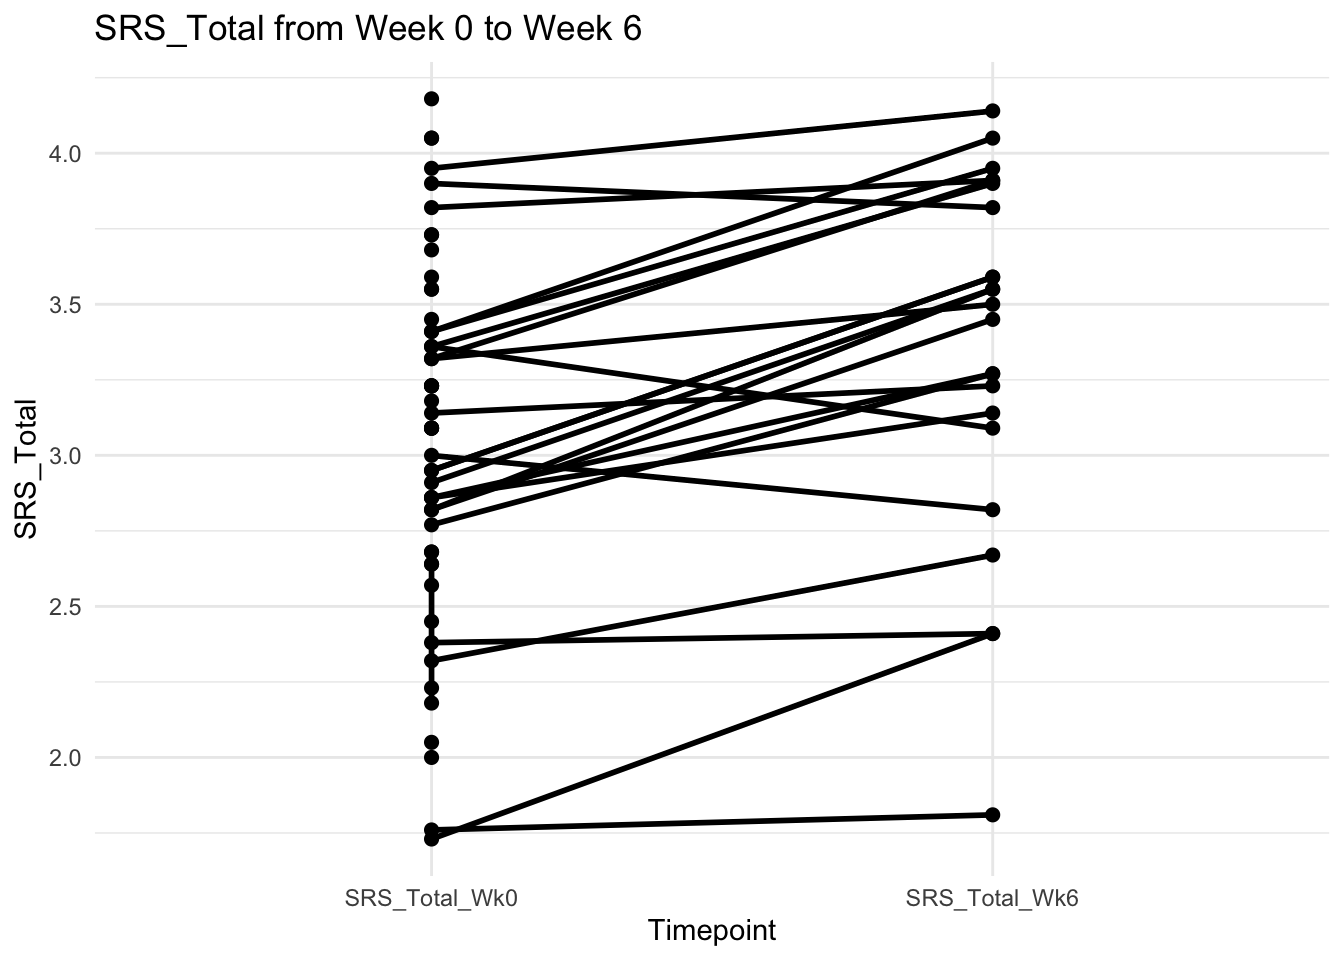 SRS_Total from Week 0 to Week 6
SRS_Total
4.0
3.5
3.0
2.5
2.0
SRS_Total_Wk0
SRS_Total_Wk6
Timepoint